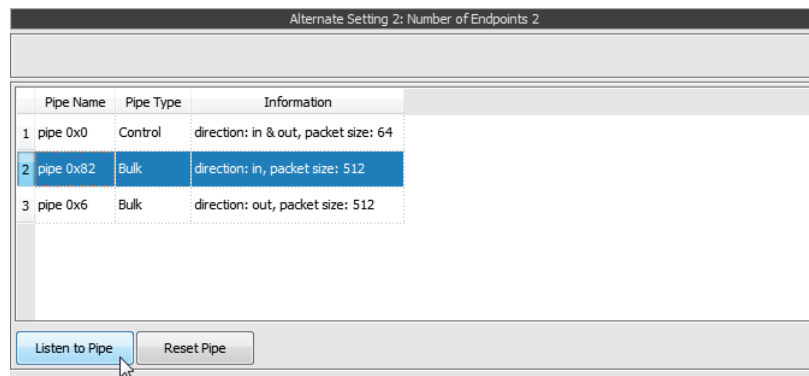 Alternate Setting 2: Number of Endpoints 2
Pipe Name Pipe Type Information
1 pipe 0x0 Control direction: in & out, packet size: 64
2 pipe 0x82 Bulk direction: in, packet size: 512
3 pipe 0x6 Bulk direction: out, packet size: 512
Listen to Pipe Reset Pipe